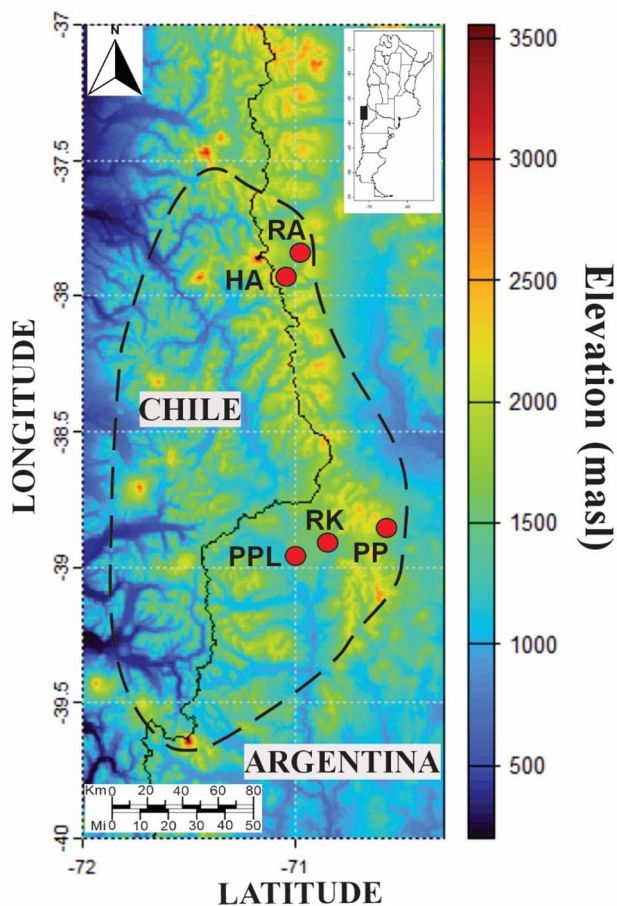 -37
-37.5
-38
-38.5
-39
-39.5
-40
LONGITUDE
N
RA
HA
CHILE
RK
PPL
PP
ARGENTINA
Km 0 20 40 60 80
Mi 0 10 20 30 40 50
-72
-71
LATITUDE
3500
3000
2500
2000
1500
1000
500
Elevation (masl)